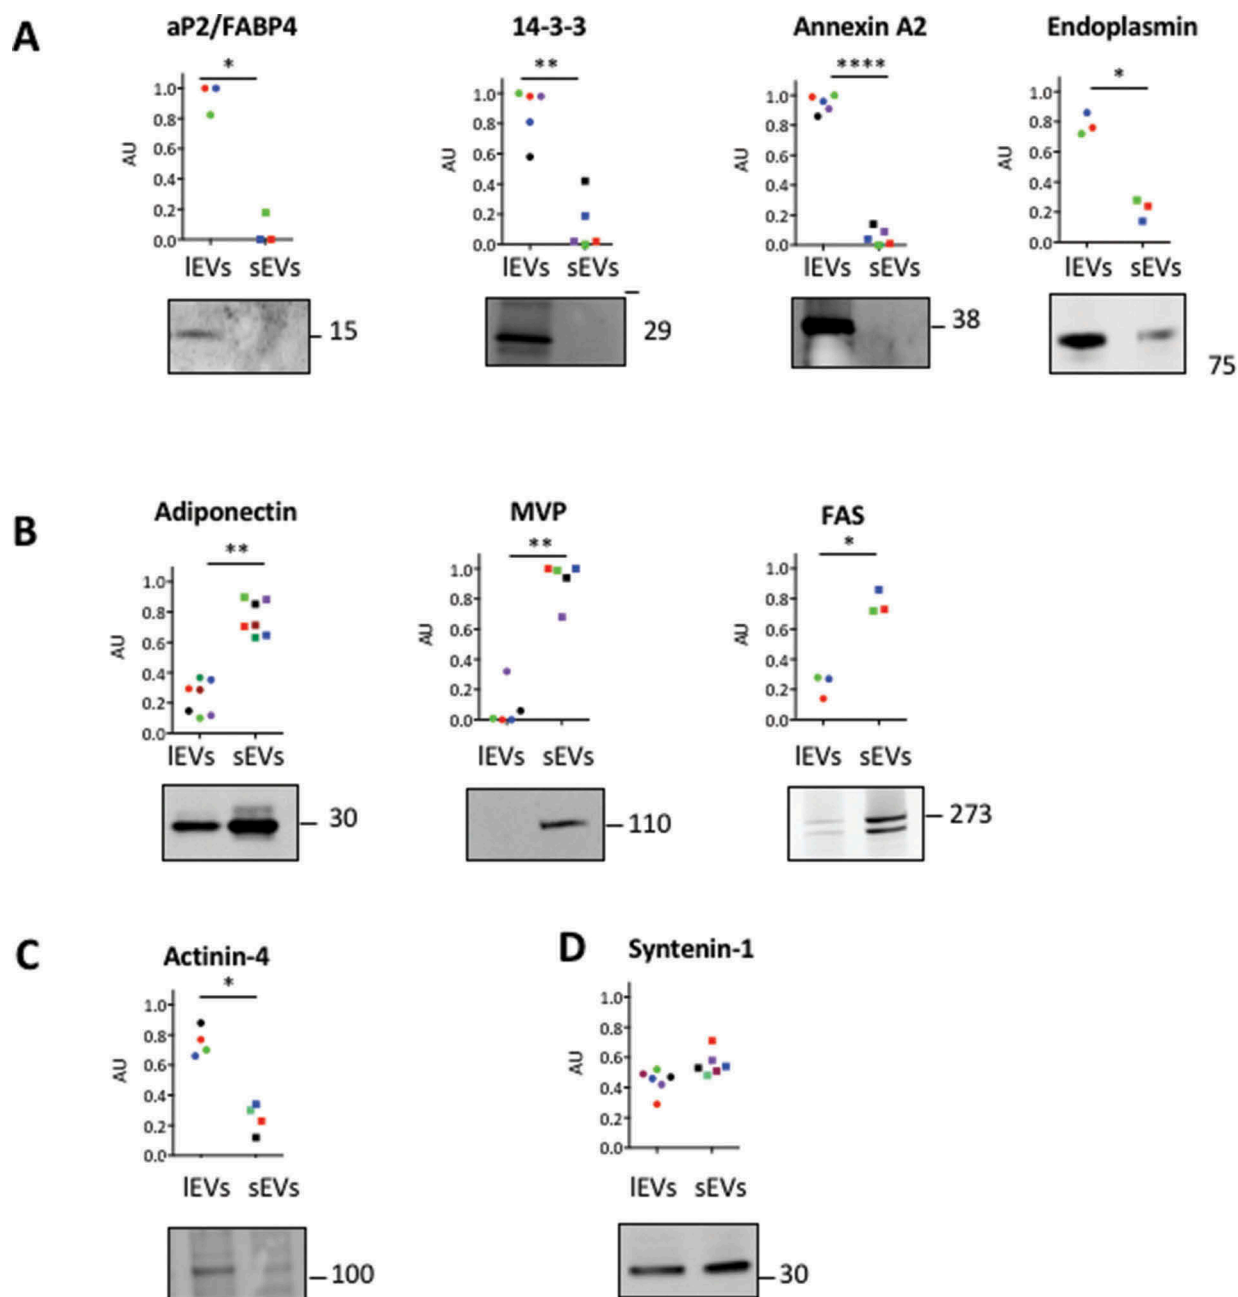 A
aP2/FABP4 14-3-3 Annexin A2 Endoplasmin
* ** **** *
AU 1.0 0.8 0.6 0.4 0.2 0.0
AU 1.0 0.8 0.6 0.4 0.2 0.0
AU 1.0 0.8 0.6 0.4 0.2 0.0
AU 1.0 0.8 0.6 0.4 0.2 0.0
lEVs sEVs lEVs sEVs lEVs sEVs lEVs sEVs
15 29 38 75
B
Adiponectin MVP FAS
** ** *
AU 1.0 0.8 0.6 0.4 0.2 0.0
AU 1.0 0.8 0.6 0.4 0.2 0.0
AU 1.0 0.8 0.6 0.4 0.2 0.0
lEVs sEVs lEVs sEVs lEVs sEVs
30 110 273
C
Actinin-4
*
AU 1.0 0.8 0.6 0.4 0.2 0.0
lEVs sEVs
100
D
Syntenin-1
AU 1.0 0.8 0.6 0.4 0.2 0.0
lEVs sEVs
30